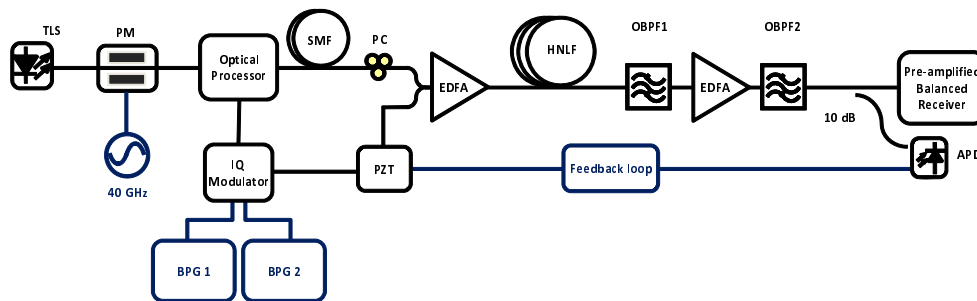 TLS
PM
SMF
PC
HNLF
OBPF1
OBPF2
Optical
Processor
EDFA
EDFA
Pre-amplified
Balanced
Receiver
10 dB
IQ
Modulator
PZT
Feedback loop
APD
40 GHz
BPG 1
BPG 2